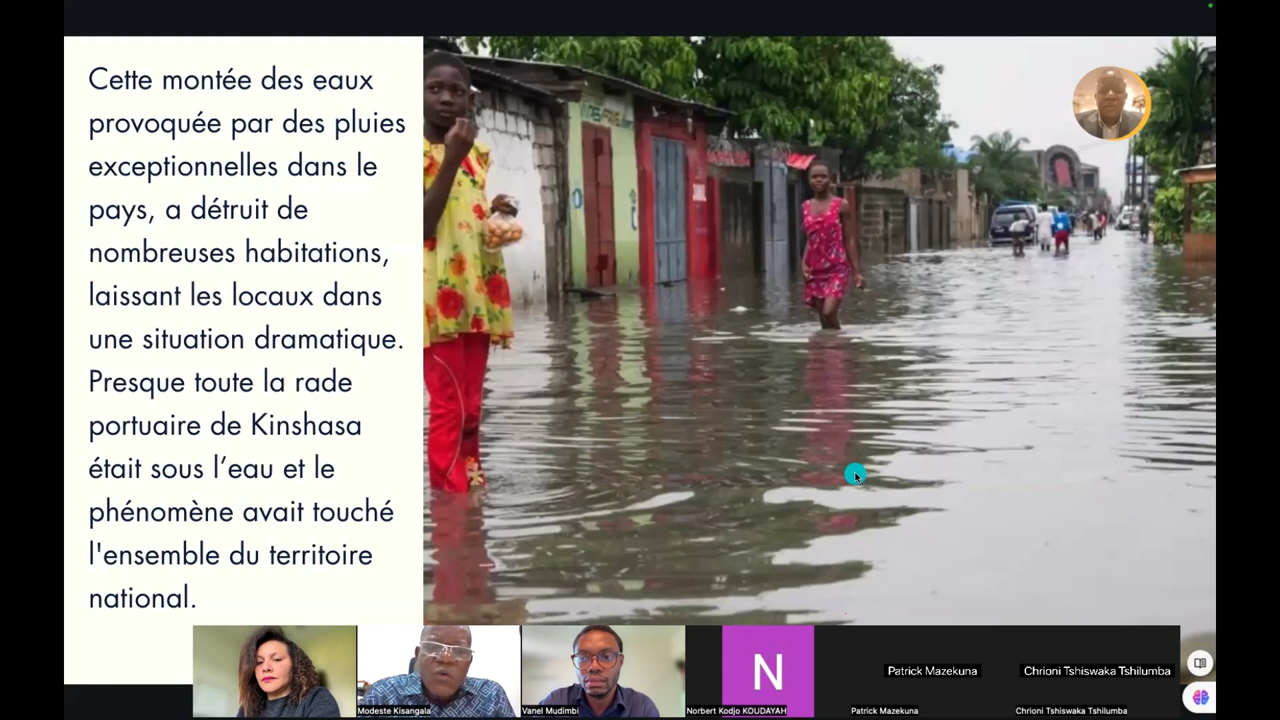 Cette montée des eaux
provoquée par des pluies
exceptionnelles dans le
pays, a détruit de
nombreuses habitations,
laissant les locaux dans
une situation dramatique.
Presque toute la rade
portuaire de Kinshasa
était sous l’eau et le
phénomène avait touché
l'ensemble du territoire
national.
N
Patrick Mazekuna
Chrioni Tshiswaka Tshilumba
Modeste Kisangala
Vanel Mudimbi
Norbert Kodjo KOUDAYAH
Patrick Mazekuna
Chrioni Tshiswaka Tshilumba